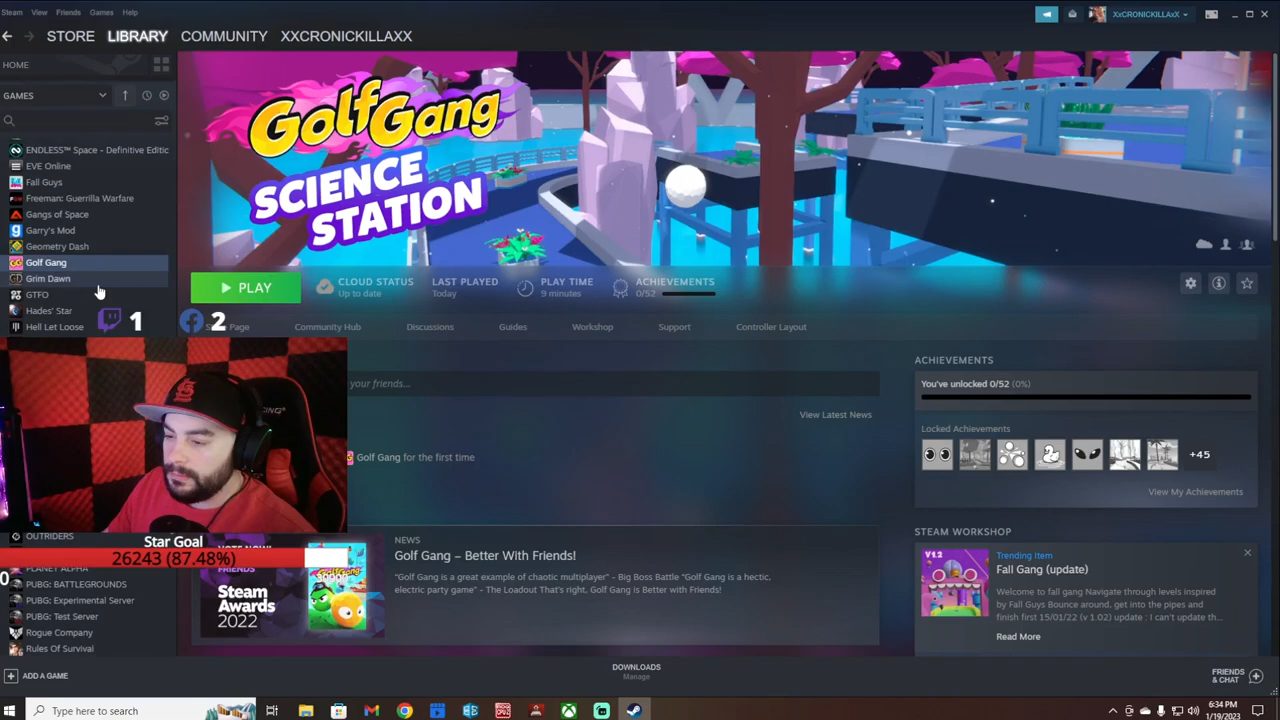 Steam View Friends Games Help
XxCRONICKILLAxX
STORE LIBRARY COMMUNITY XXCRONICKILLAXX
HOME
GAMES
ENDLESS™ Space - Definitive Editic
EVE Online
Fall Guys
Freeman: Guerrilla Warfare
Gangs of Space
Garry's Mod
Geometry Dash
Golf Gang
Grim Dawn
GTFO
Hades' Star
Hell Let Loose
1
2
GolfGang
SCIENCE
STATION
PLAY
CLOUD STATUS
Up to date
LAST PLAYED
Today
PLAY TIME
9 minutes
ACHIEVEMENTS
0/52
Page Community Hub Discussions Guides Workshop Support Controller Layout
your friends...
View Latest News
Golf Gang for the first time
ACHIEVEMENTS
You've unlocked 0/52 (0%)
Locked Achievements
+45
View My Achievements
NEWS
Golf Gang – Better With Friends!
"Golf Gang is a great example of chaotic multiplayer" - Big Boss Battle "Golf Gang is a hectic,
electric party game" - The Loadout That's right, Golf Gang is Better with Friends!
FRIENDS
Steam
Awards
2022
STEAM WORKSHOP
V1.2
Trending Item
Fall Gang (update)
Welcome to fall gang Navigate through levels inspired
by Fall Guys Bounce around, get into the pipes and
finish first 15/01/22 (v 1.02) update : I can't update th...
Read More
OUTRIDERS
Star Goal
26243 (87.48%)
0
PLANET ALPHA
PUBG: BATTLEGROUNDS
PUBG: Experimental Server
PUBG: Test Server
Rogue Company
Rules Of Survival
ADD A GAME
DOWNLOADS
Manage
FRIENDS
& CHAT
Type here to search
6:34 PM
1/19/2023